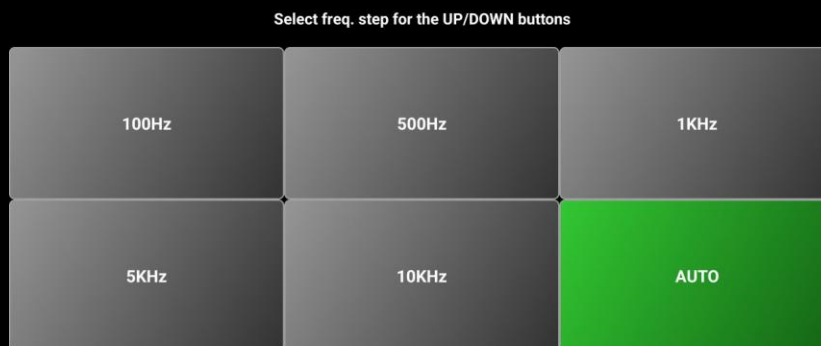 Select freq. step for the UP/DOWN buttons
100Hz
500Hz
1KHz
5KHz
10KHz
AUTO